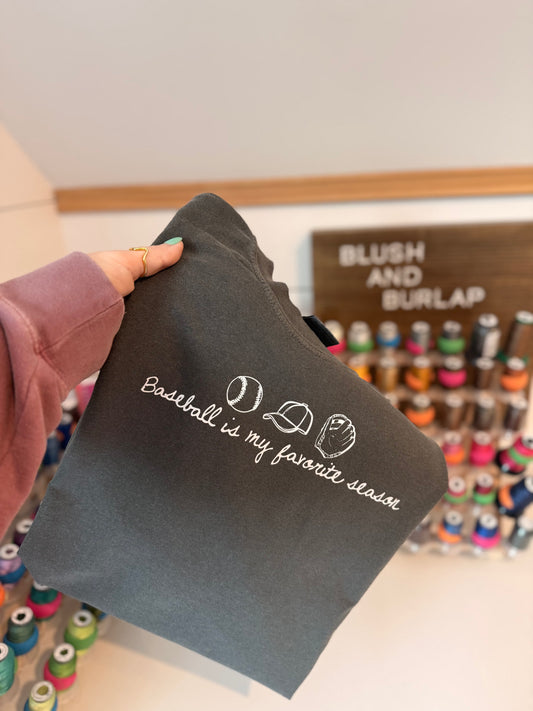 BLUSH
AND
BURLAP
Baseball is my favorite season